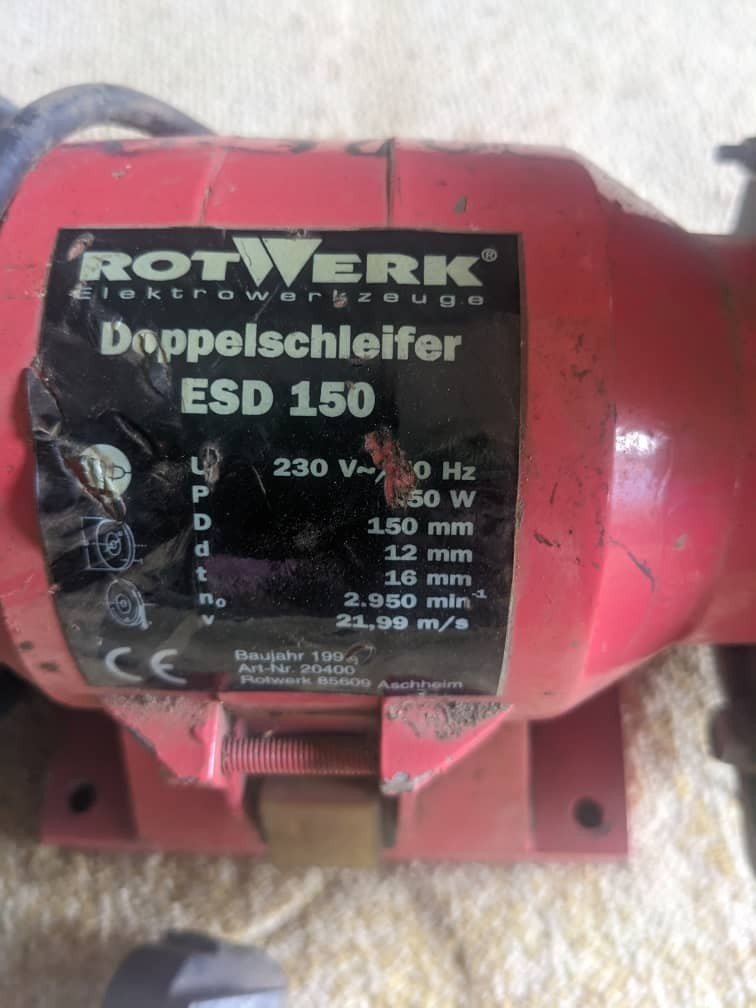 ROTWERK®
Elektrowerkzeuge
Doppelschleifer
ESD 150
U 230 V~/ Hz
P W
D 150 mm
d 12 mm
t 16 mm
n₀ 2.950 min⁻¹
v 21,99 m/s
CE
Baujahr
Art-Nr. 20400
Rotwerk 85609 Aschheim